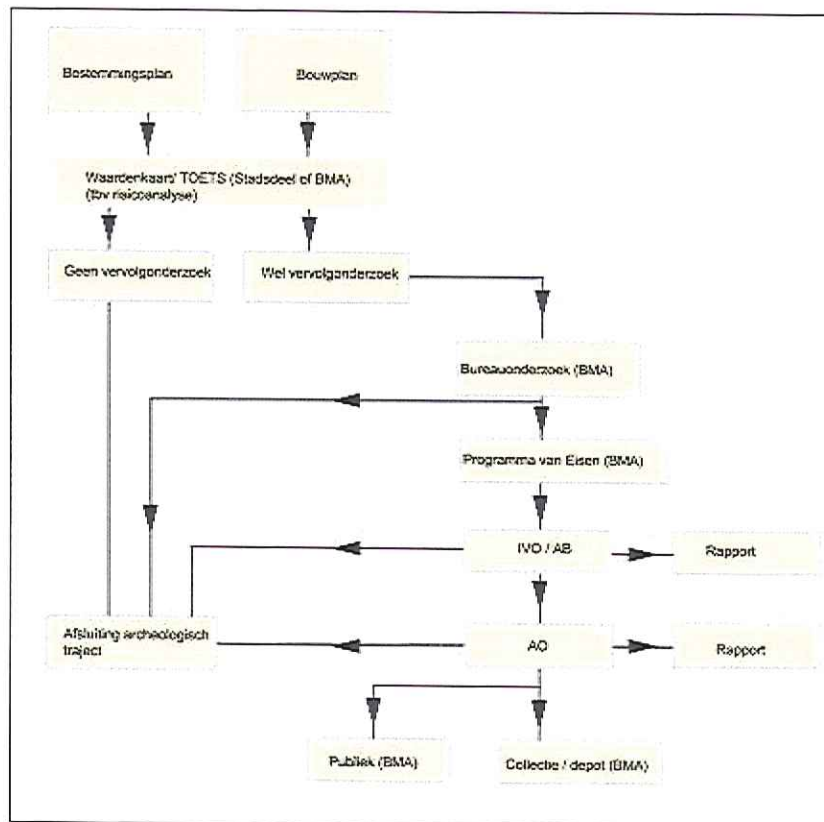 Bestemmingsplan
Bouwplan
Waardenkaart/ TOETS (Stadsdeel of BMA)
(tbv risicoanalyse)
Geen vervolgonderzoek
Wel vervolgonderzoek
Bureauonderzoek (BMA)
Programma van Eisen (BMA)
IVO / AB
Rapport
Afsluiting archeologisch
traject
AO
Rapport
Publiek (BMA)
Collectie / depot (BMA)